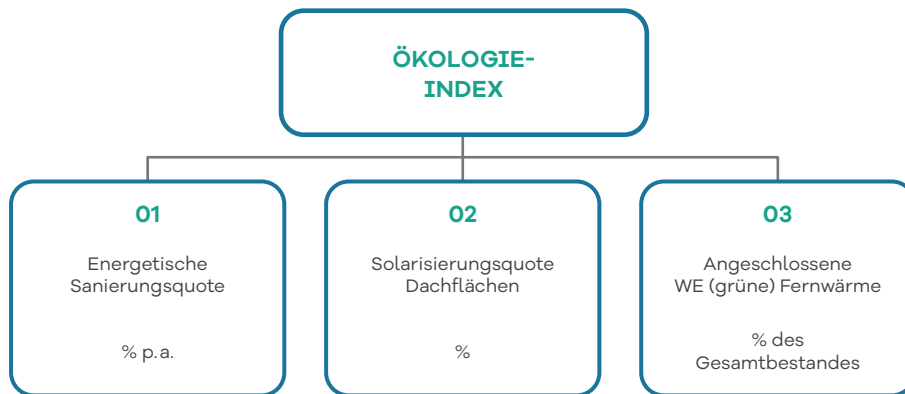 ÖKOLOGIE-
INDEX
01
Energetische
Sanierungsquote
% p. a.
02
Solarisierungsquote
Dachflächen
%
03
Angeschlossene
WE (grüne) Fernwärme
% des
Gesamtbestandes